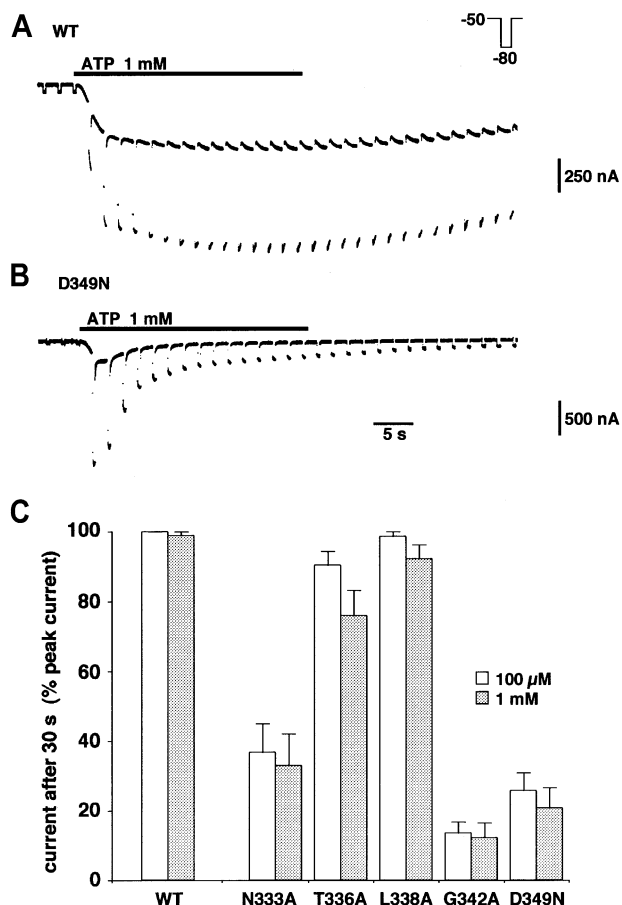 A
WT
-50
-80
ATP 1 mM
250 nA
B
D349N
ATP 1 mM
500 nA
5 s
C
current after 30 s (% peak current)
100
80
60
40
20
0
100 µM
1 mM
WT N333A T336A L338A G342A D349N